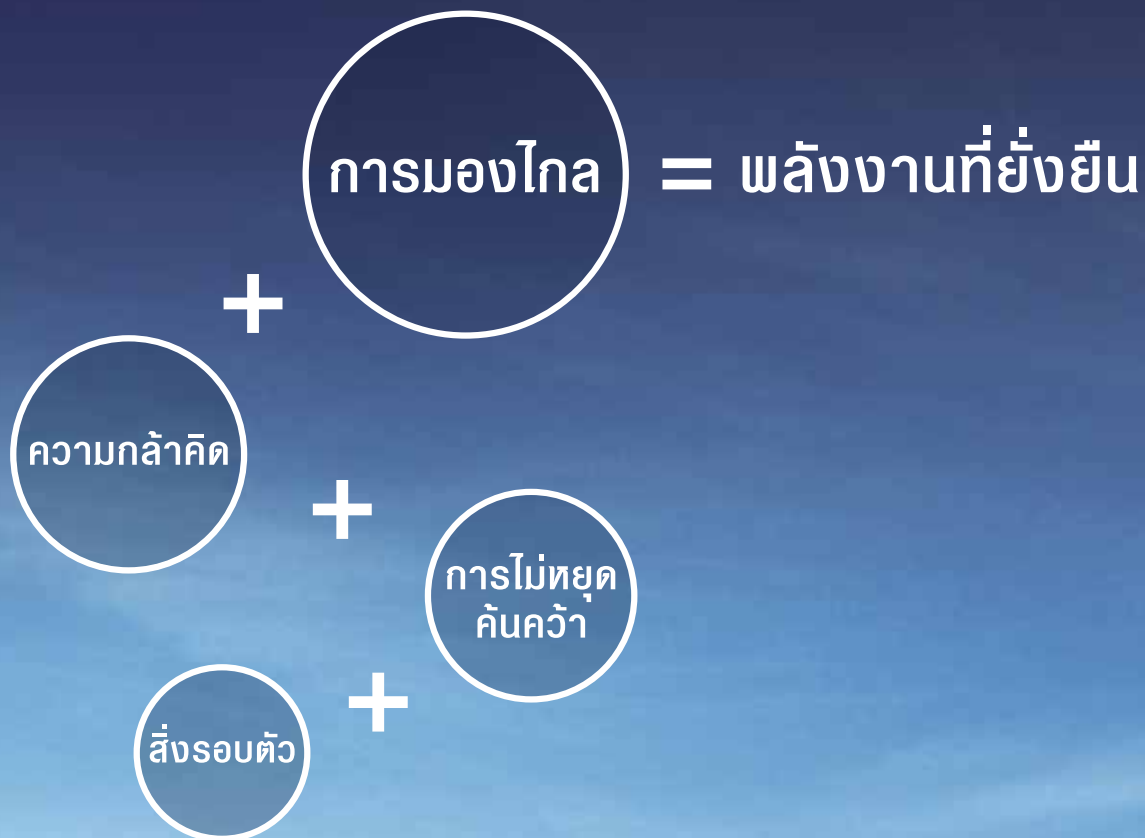 การมองไกล = พลังงานที่ยั่งยืน
+
ความกล้าคิด
+
การไม่หยุด
ค้นคว้า
+
สิ่งรอบตัว